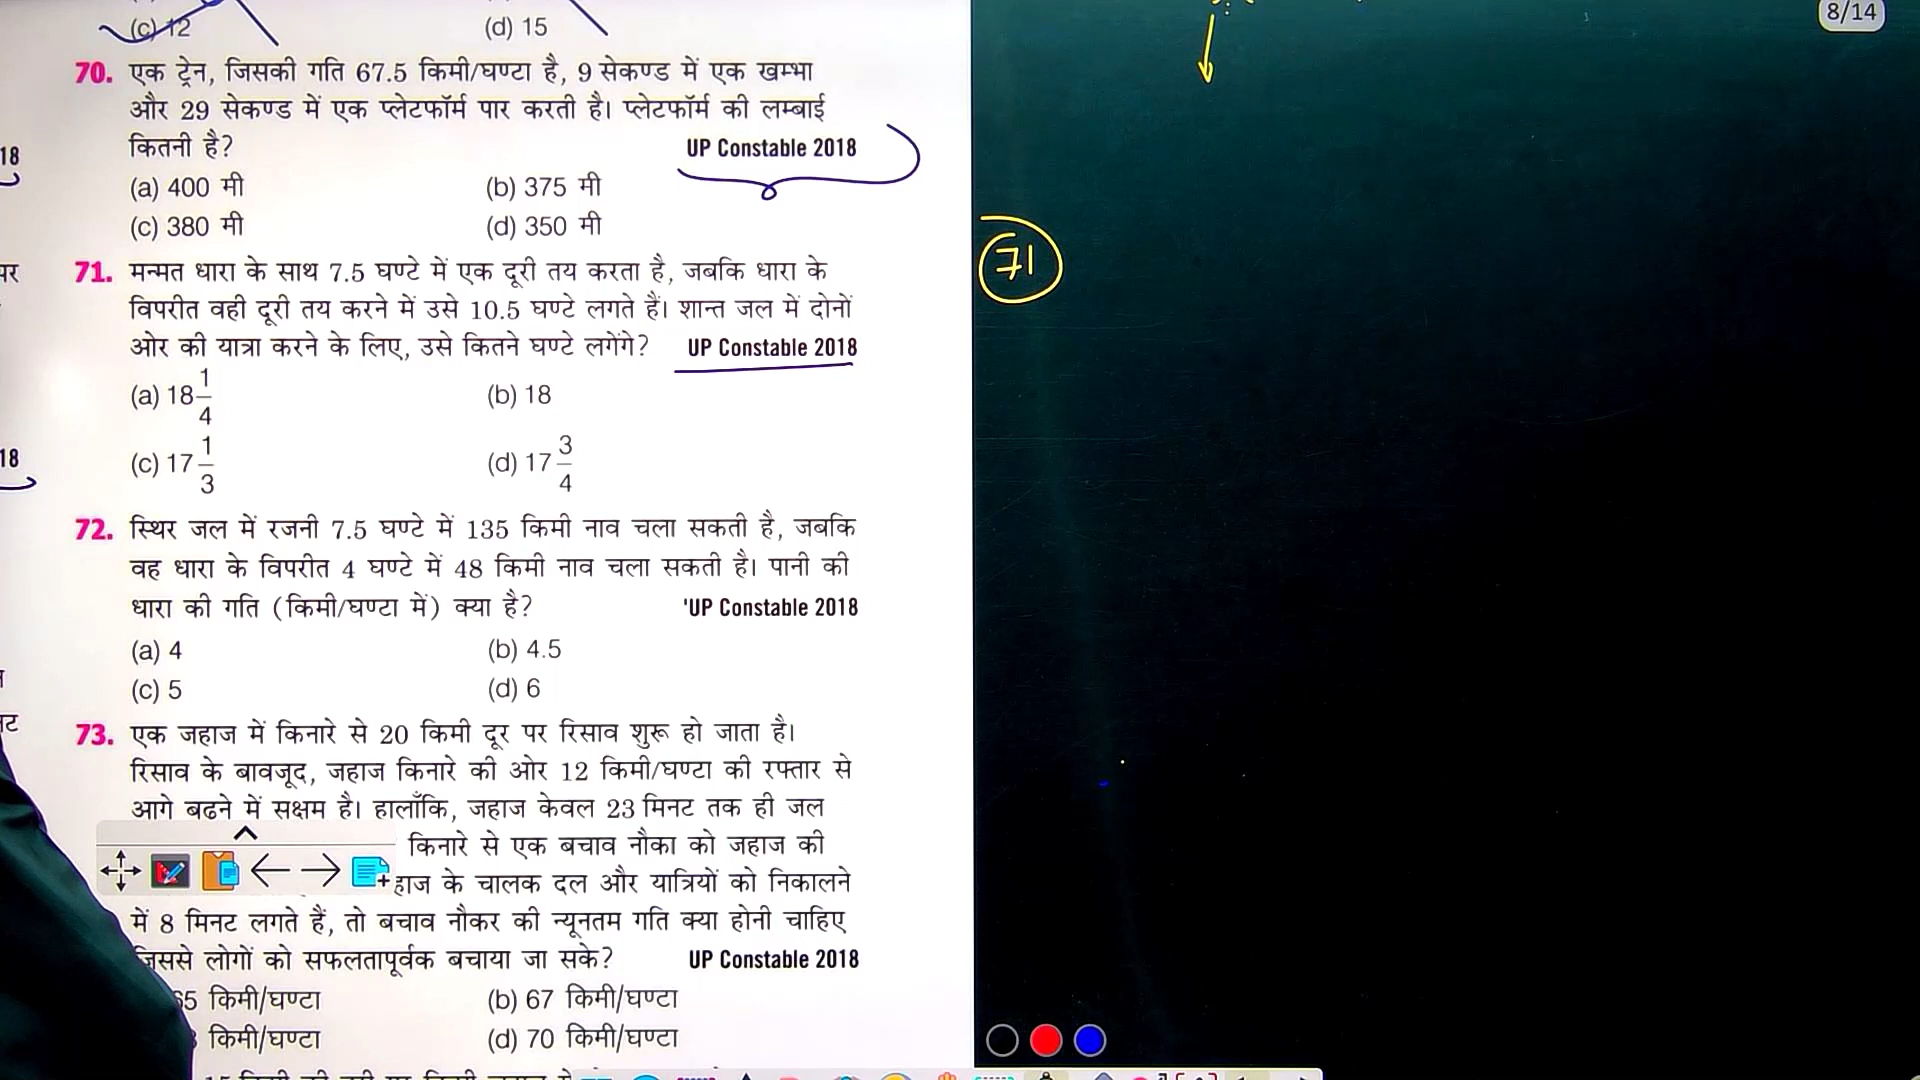 (c) 12 (d) 15
8/14
70. एक ट्रेन, जिसकी गति 67.5 किमी/घण्टा है, 9 सेकण्ड में एक खम्भा
और 29 सेकण्ड में एक प्लेटफॉर्म पार करती है। प्लेटफॉर्म की लम्बाई
कितनी है? UP Constable 2018
18
(a) 400 मी (b) 375 मी
(c) 380 मी (d) 350 मी
71
71. मन्मत धारा के साथ 7.5 घण्टे में एक दूरी तय करता है, जबकि धारा के
विपरीत वही दूरी तय करने में उसे 10.5 घण्टे लगते हैं। शान्त जल में दोनों
ओर की यात्रा करने के लिए, उसे कितने घण्टे लगेंगे? UP Constable 2018
(a) 18 1/4 (b) 18
(c) 17 1/3 (d) 17 3/4
18
72. स्थिर जल में रजनी 7.5 घण्टे में 135 किमी नाव चला सकती है, जबकि
वह धारा के विपरीत 4 घण्टे में 48 किमी नाव चला सकती है। पानी की
धारा की गति (किमी/घण्टा में) क्या है? 'UP Constable 2018
(a) 4 (b) 4.5
(c) 5 (d) 6
73. एक जहाज में किनारे से 20 किमी दूर पर रिसाव शुरू हो जाता है।
रिसाव के बावजूद, जहाज किनारे की ओर 12 किमी/घण्टा की रफ्तार से
आगे बढने में सक्षम है। हालाँकि, जहाज केवल 23 मिनट तक ही जल
किनारे से एक बचाव नौका को जहाज की
के चालक दल और यात्रियों को निकालने
में 8 मिनट लगते हैं, तो बचाव नौकर की न्यूनतम गति क्या होनी चाहिए
जिससे लोगों को सफलतापूर्वक बचाया जा सके? UP Constable 2018
किमी/घण्टा (b) 67 किमी/घण्टा
किमी/घण्टा (d) 70 किमी/घण्टा